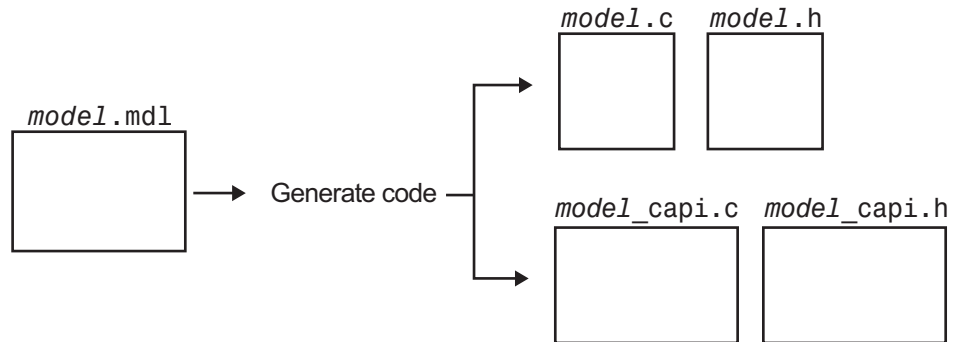 model.c model.h
model.mdl
Generate code
model_capi.c model_capi.h